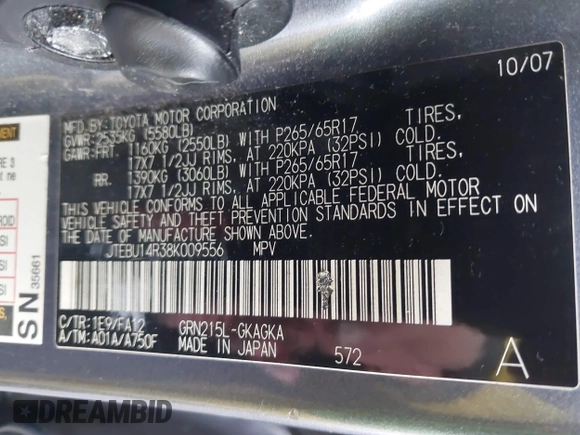 10/07
MFD.BY:TOYOTA MOTOR CORPORATION
GVWR 2535KG (5580LB)
GAWR-FRT 1160KG (2550LB) WITH P265/65R17 TIRES,
17X7 1/2JJ RIMS, AT 220KPA (32PSI) COLD.
RR. 1390KG (3060LB) WITH P265/65R17 TIRES,
17X7 1/2JJ RIMS, AT 220KPA (32PSI) COLD.
THIS VEHICLE CONFORMS TO ALL APPLICABLE FEDERAL MOTOR
VEHICLE SAFETY AND THEFT PREVENTION STANDARDS IN EFFECT ON
THE DATE OF MANUFACTURE SHOWN ABOVE.
JTEBU14R38K009556 MPV
C/TR:1E9/FA12 GRN215L-GKAGKA
A/TM:A01A/A750F MADE IN JAPAN 572 A
SN 35661
DREAMBID